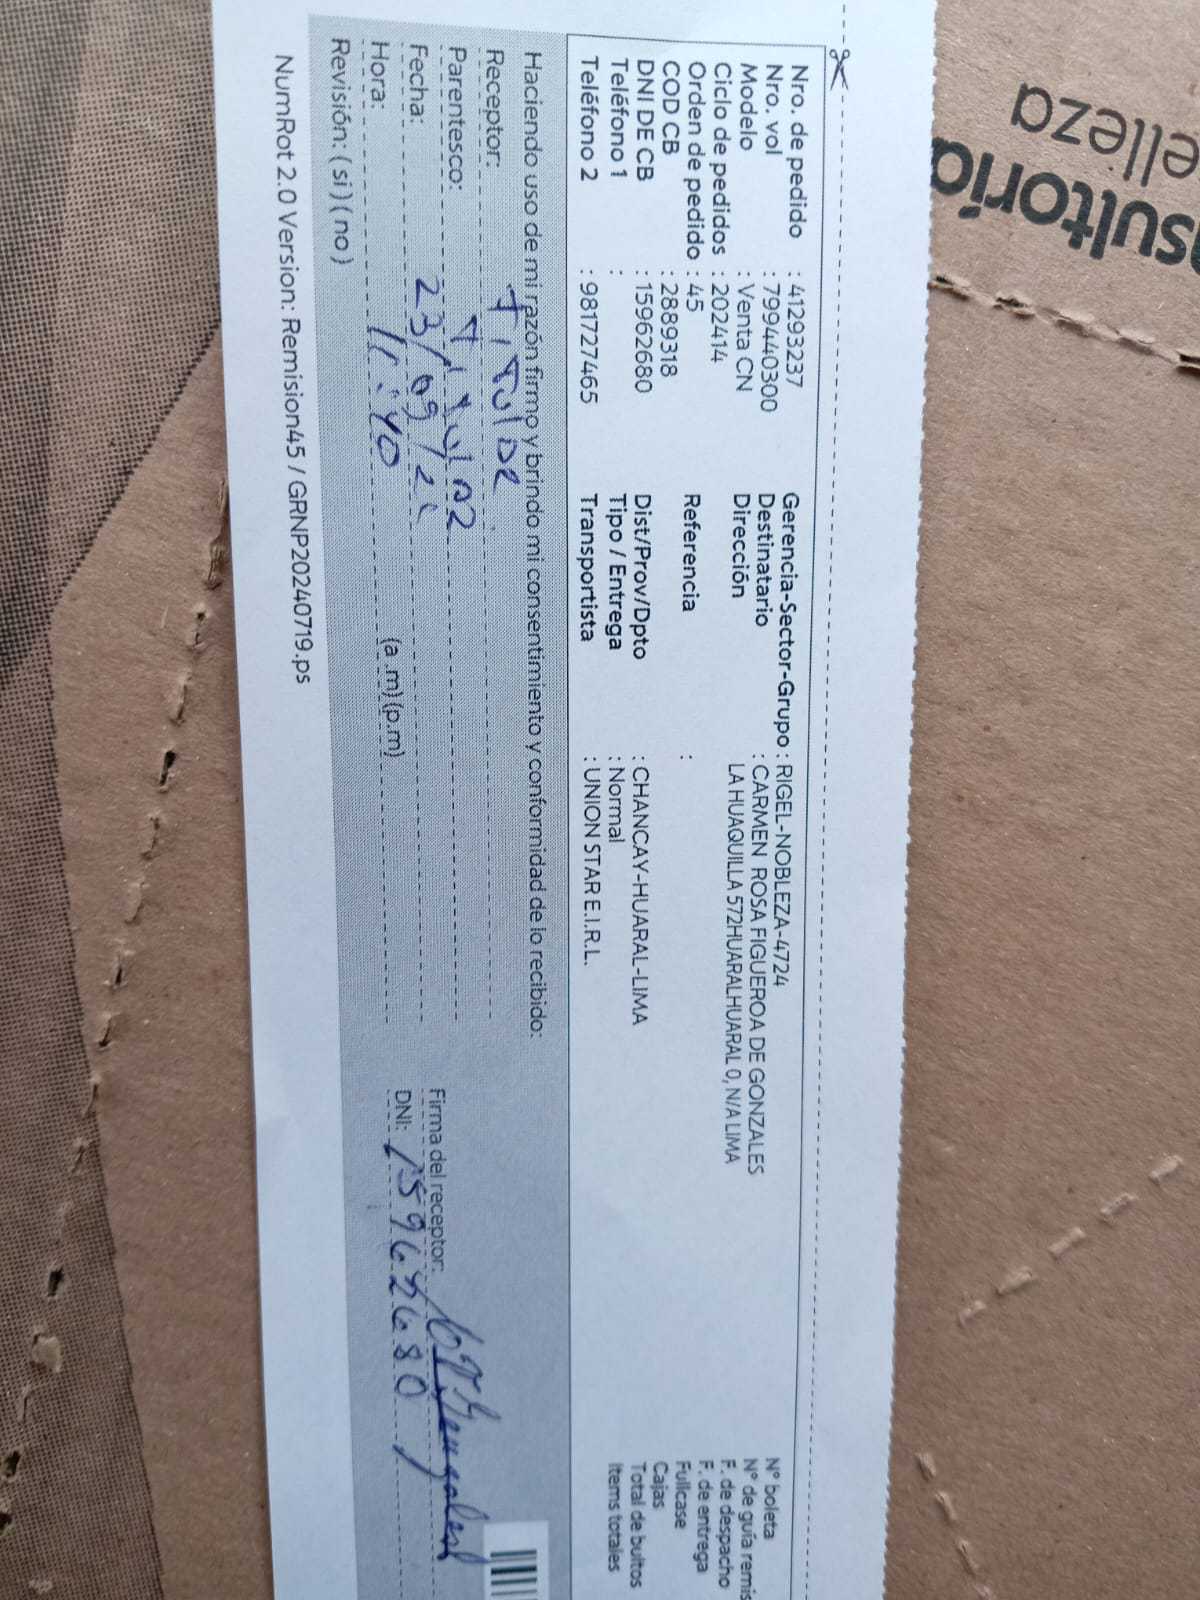 nsultoría
elleza
Nro. de pedido : 41293237
Nro. vol : 799440300
Modelo : Venta CN
Ciclo de pedidos : 202414
Orden de pedido : 45
COD CB : 28889318
DNI DE CB : 15962680
Teléfono 1 :
Teléfono 2 : 981727465
Gerencia-Sector-Grupo : RIGEL-NOBLEZA-4724
Destinatario : CARMEN ROSA FIGUEROA DE GONZALES
Dirección LA HUAQUILLA 572HUARALHUARAL 0, N/A LIMA
Referencia :
Dist/Prov/Dpto : CHANCAY-HUARAL-LIMA
Tipo / Entrega : Normal
Transportista : UNION STAR E.I.R.L.
N° boleta
N° de guía remis
F. de despacho
F. de entrega
Fullcase
Cajas
Total de bultos
Items totales
Haciendo uso de mi razón firmo y brindo mi consentimiento y conformidad de lo recibido:
Receptor:
Parentesco:
Fecha: 23/09/2
Hora: 11:40 (a .m) (p.m)
Revisión: ( si ) ( no )
Firma del receptor:
DNI: 15962680
NumRot 2.0 Version: Remision45 / GRNP20240719.ps